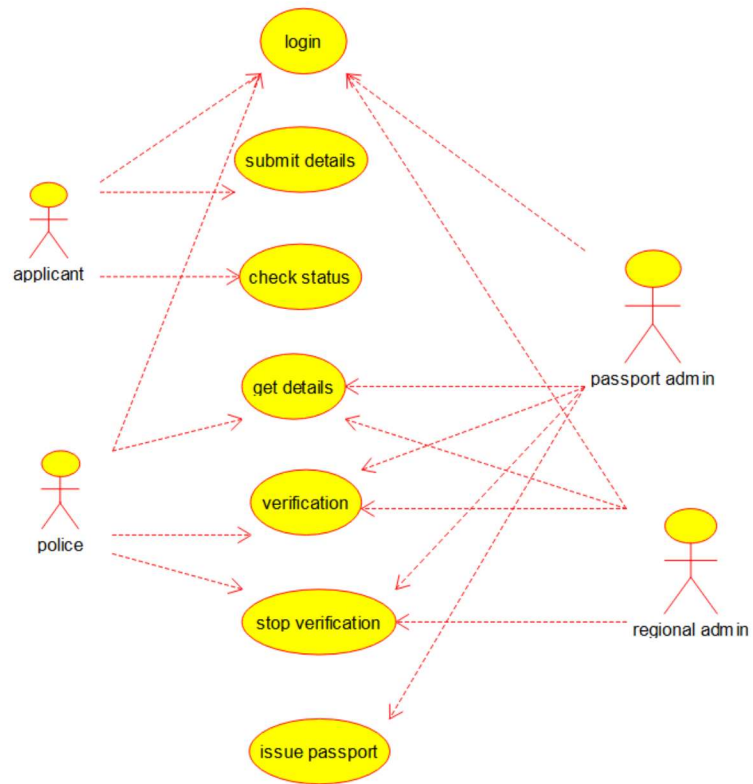 login
submit details
applicant
check status
passport admin
get details
verification
police
stop verification
regional admin
issue passport